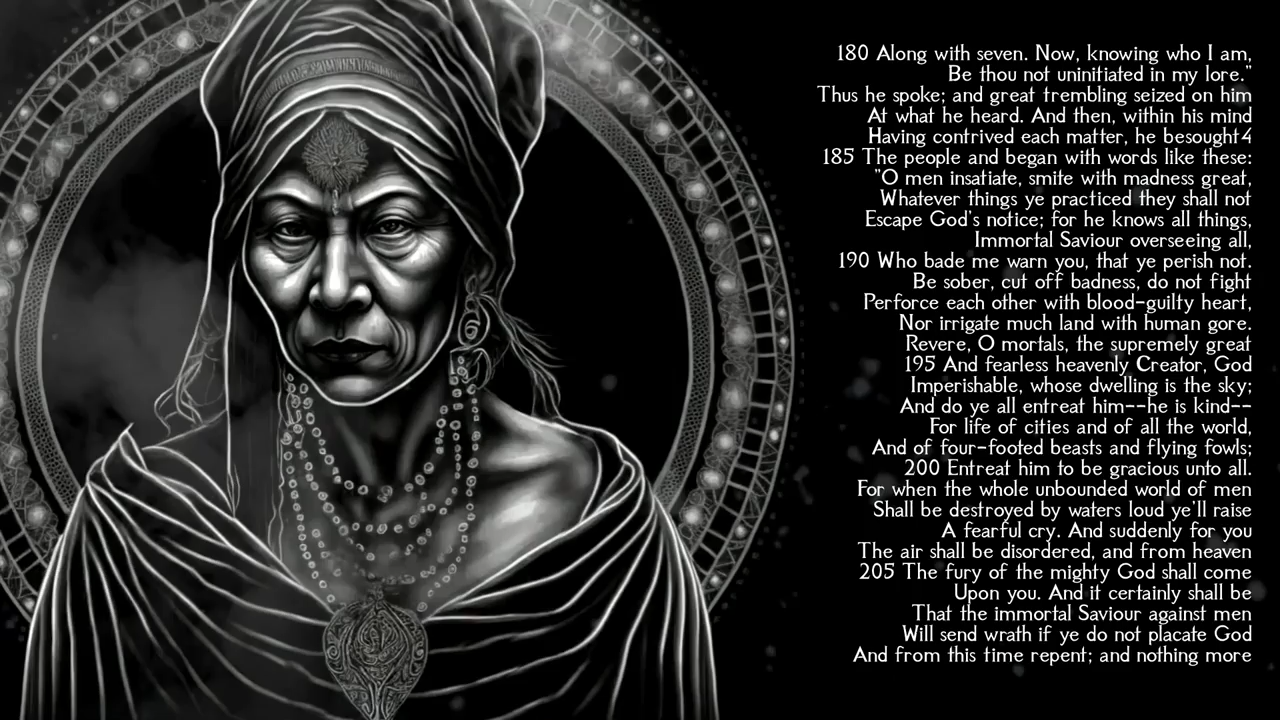 180 Along with seven. Now, knowing who I am,
Be thou not uninitiated in my lore."
Thus he spoke; and great trembling seized on him
At what he heard. And then, within his mind
Having contrived each matter, he besought4
185 The people and began with words like these:
"O men insatiate, smite with madness great,
Whatever things ye practiced they shall not
Escape God's notice; for he knows all things,
Immortal Saviour overseeing all,
190 Who bade me warn you, that ye perish not.
Be sober, cut off badness, do not fight
Perforce each other with blood-guilty heart,
Nor irrigate much land with human gore.
Revere, O mortals, the supremely great
195 And fearless heavenly Creator, God
Imperishable, whose dwelling is the sky;
And do ye all entreat him--he is kind--
For life of cities and of all the world,
And of four-footed beasts and flying fowls;
200 Entreat him to be gracious unto all.
For when the whole unbounded world of men
Shall be destroyed by waters loud ye'll raise
A fearful cry. And suddenly for you
The air shall be disordered, and from heaven
205 The fury of the mighty God shall come
Upon you. And it certainly shall be
That the immortal Saviour against men
Will send wrath if ye do not placate God
And from this time repent; and nothing more